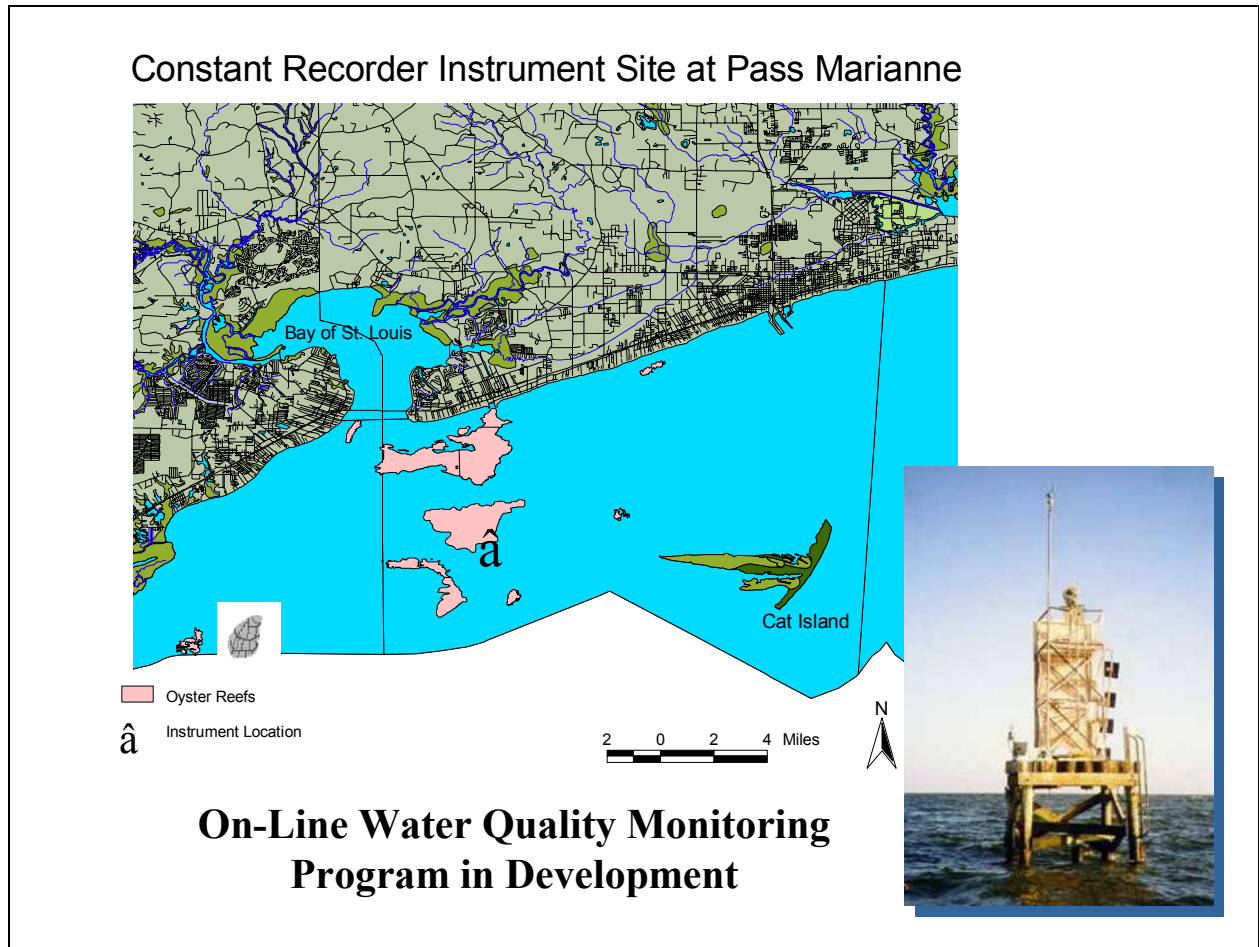 Constant Recorder Instrument Site at Pass Marianne
Bay of St. Louis
â
Cat Island
Oyster Reefs
â Instrument Location
2 0 2 4 Miles
N
On-Line Water Quality Monitoring
Program in Development